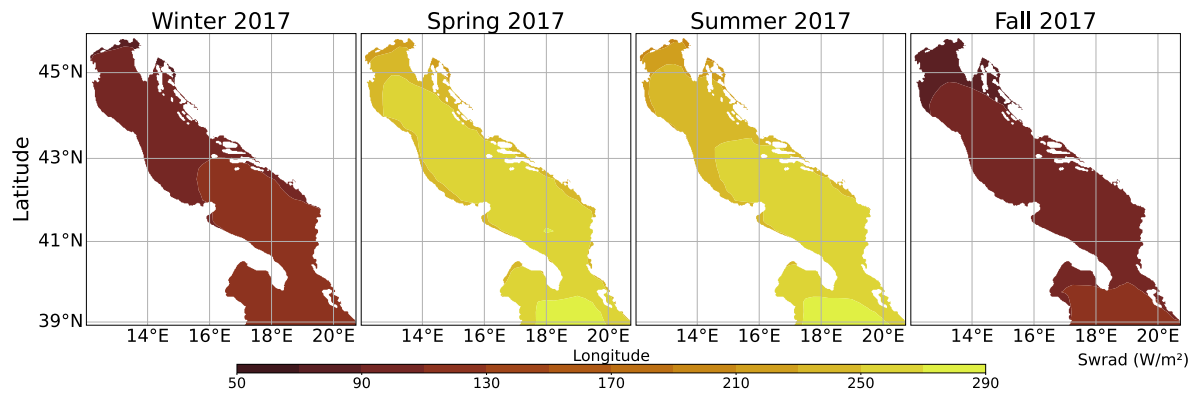 Winter 2017 Spring 2017 Summer 2017 Fall 2017
45°N
43°N
41°N
39°N
Latitude
14°E 16°E 18°E 20°E 14°E 16°E 18°E 20°E 14°E 16°E 18°E 20°E 14°E 16°E 18°E 20°E
Longitude
Swrad (W/m²)
50 90 130 170 210 250 290